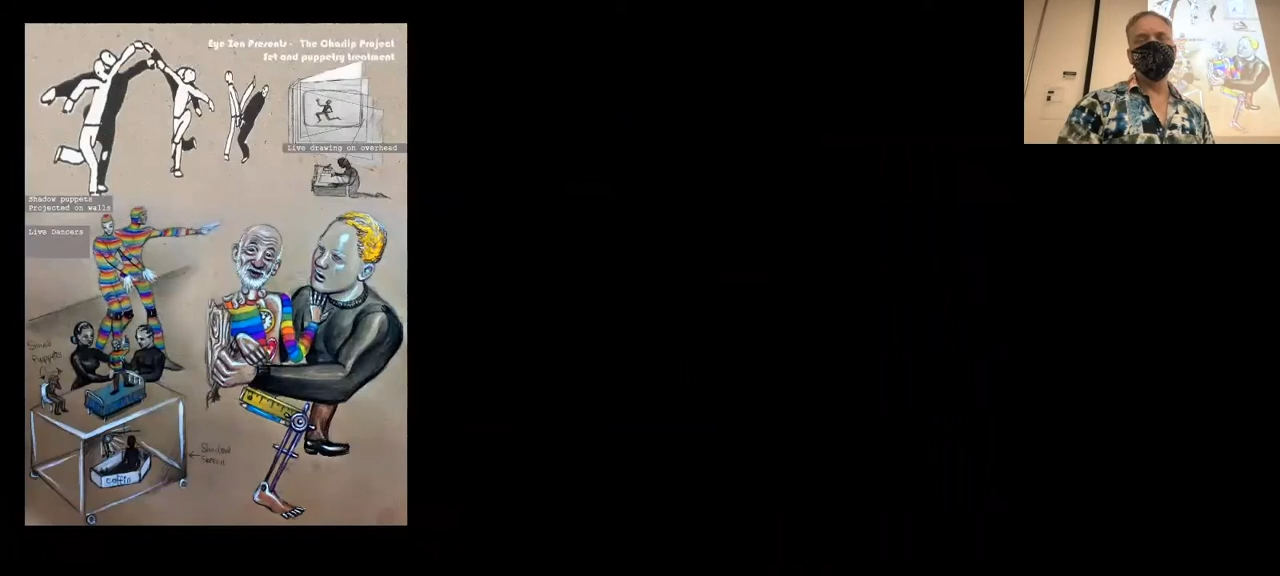 Eye Zen Presents - The Charlip Project
Set and puppetry treatment
Live drawing on overhead
Shadow puppets
Projected on walls
Live Dancers
Small
Puppets
Shadow
Screen
coffin